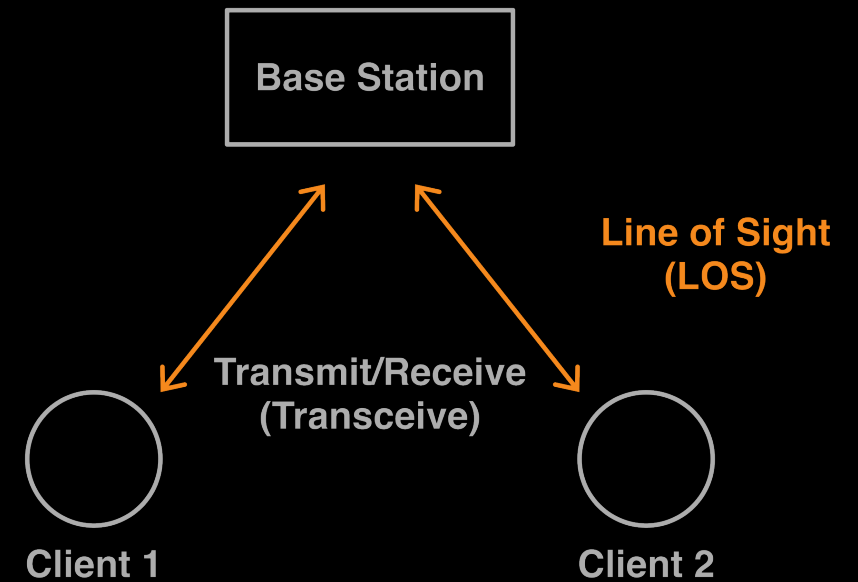 Base Station
Line of Sight
(LOS)
Transmit/Receive
(Transceive)
Client 1
Client 2